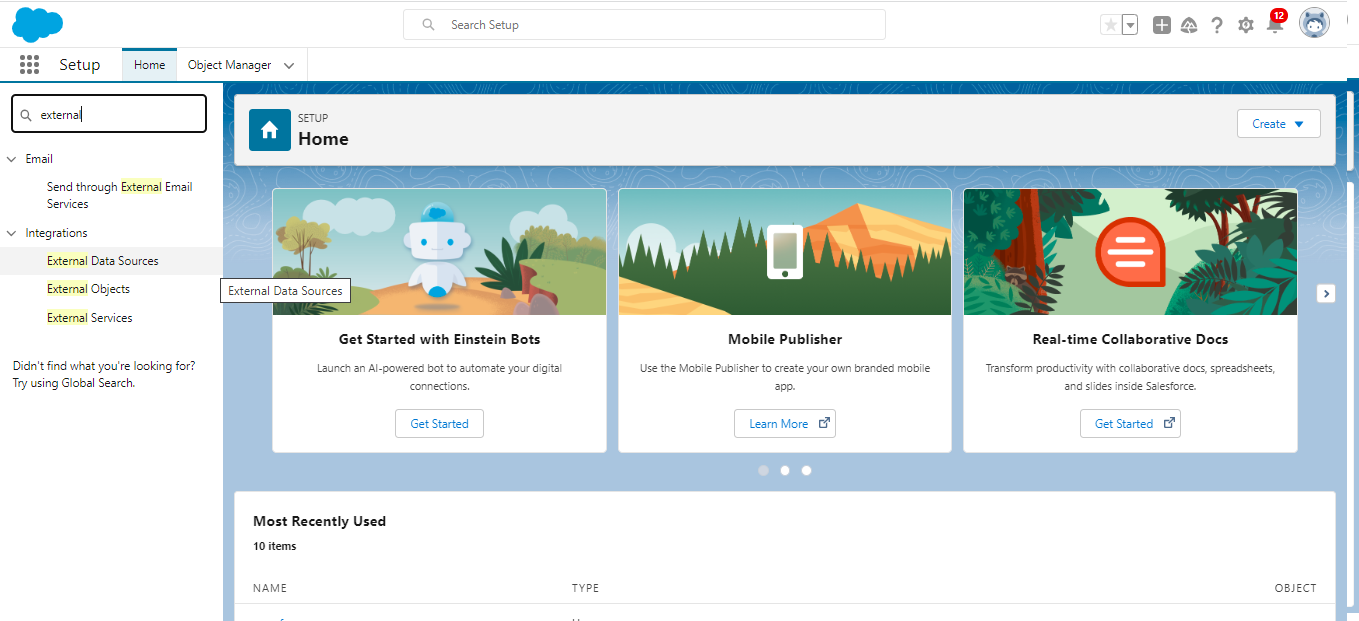 Search Setup
12
Setup
Home
Object Manager
external
Email
Send through External Email
Services
Integrations
External Data Sources
External Objects
External Services
Didn't find what you're looking for?
Try using Global Search.
SETUP
Home
Create
External Data Sources
Get Started with Einstein Bots
Launch an AI-powered bot to automate your digital
connections.
Get Started
Mobile Publisher
Use the Mobile Publisher to create your own branded mobile
app.
Learn More
Real-time Collaborative Docs
Transform productivity with collaborative docs, spreadsheets,
and slides inside Salesforce.
Get Started
Most Recently Used
10 items
NAME
TYPE
OBJECT